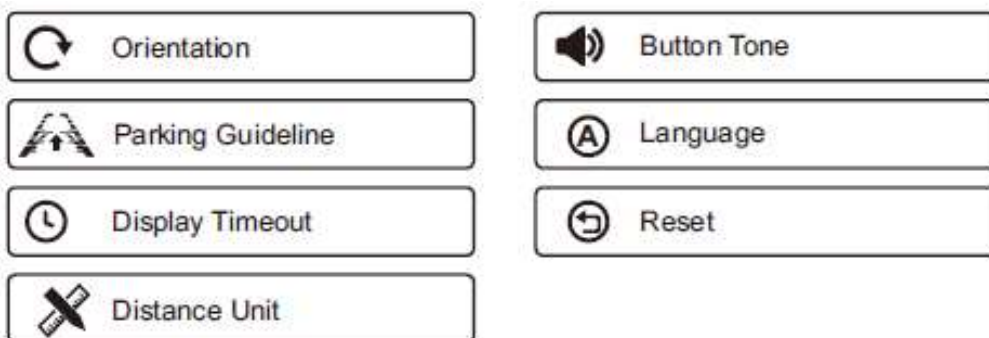 Orientation
Parking Guideline
Display Timeout
Distance Unit
Button Tone
A Language
Reset